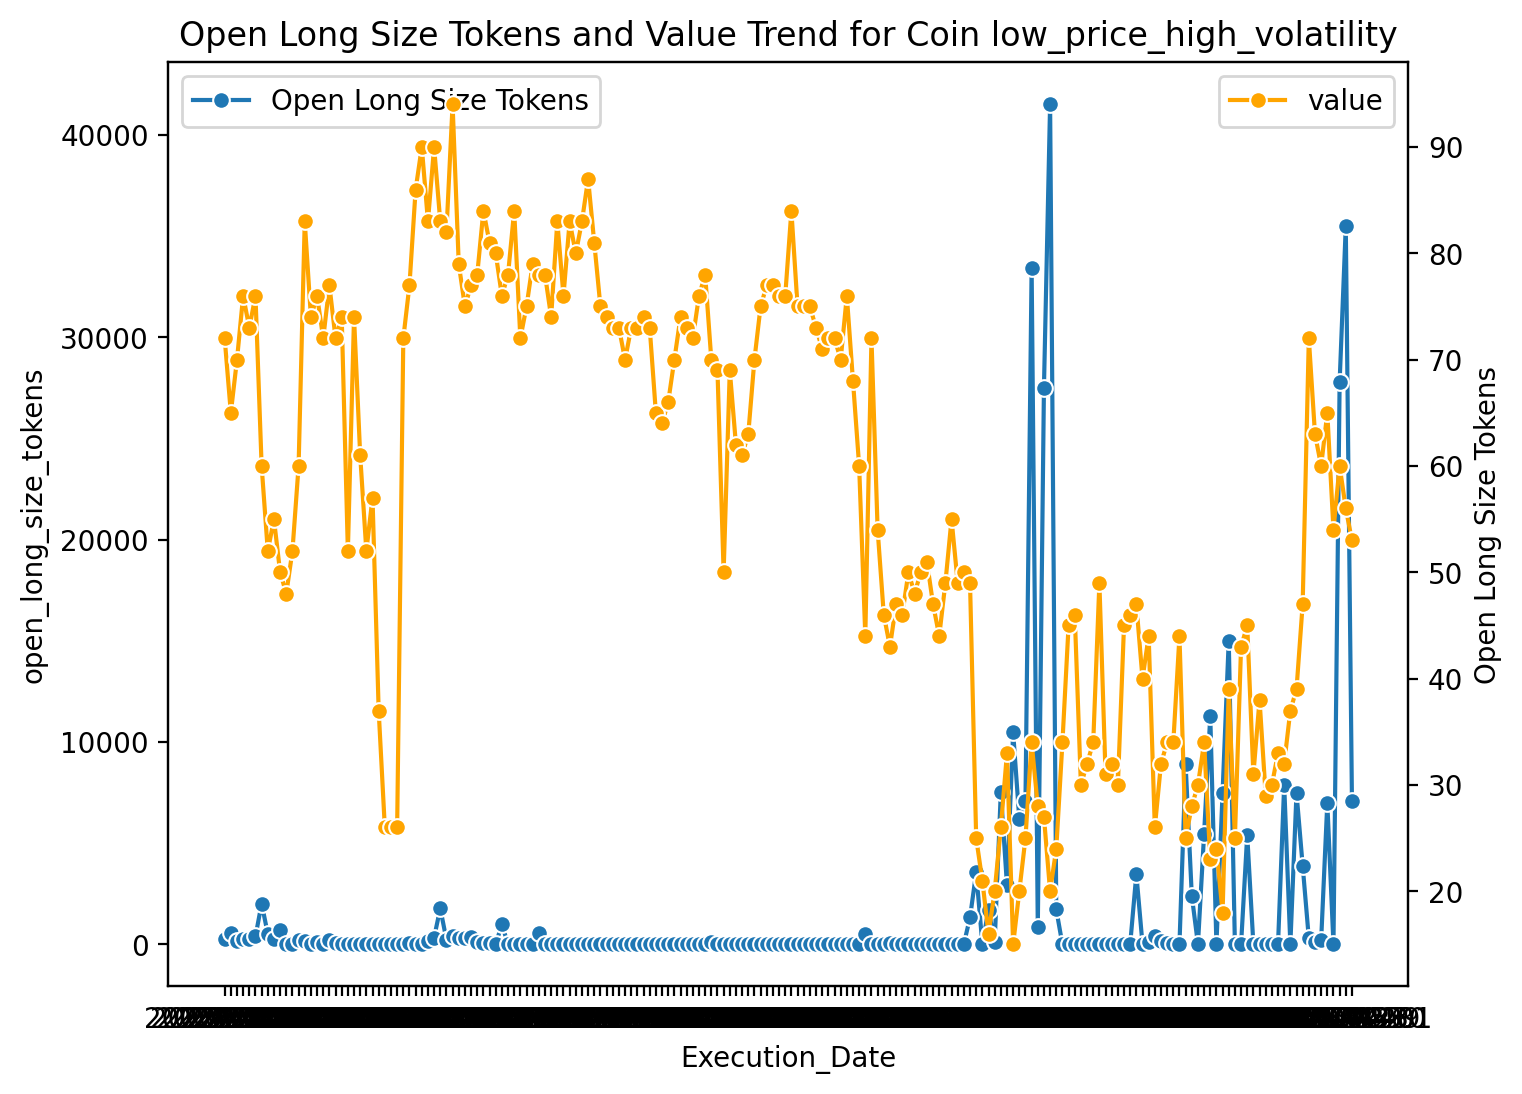 Open Long Size Tokens and Value Trend for Coin low_price_high_volatility
Open Long Size Tokens
value
40000
30000
20000
10000
0
open_long_size_tokens
90
80
70
60
50
40
30
20
Open Long Size Tokens
Execution_Date